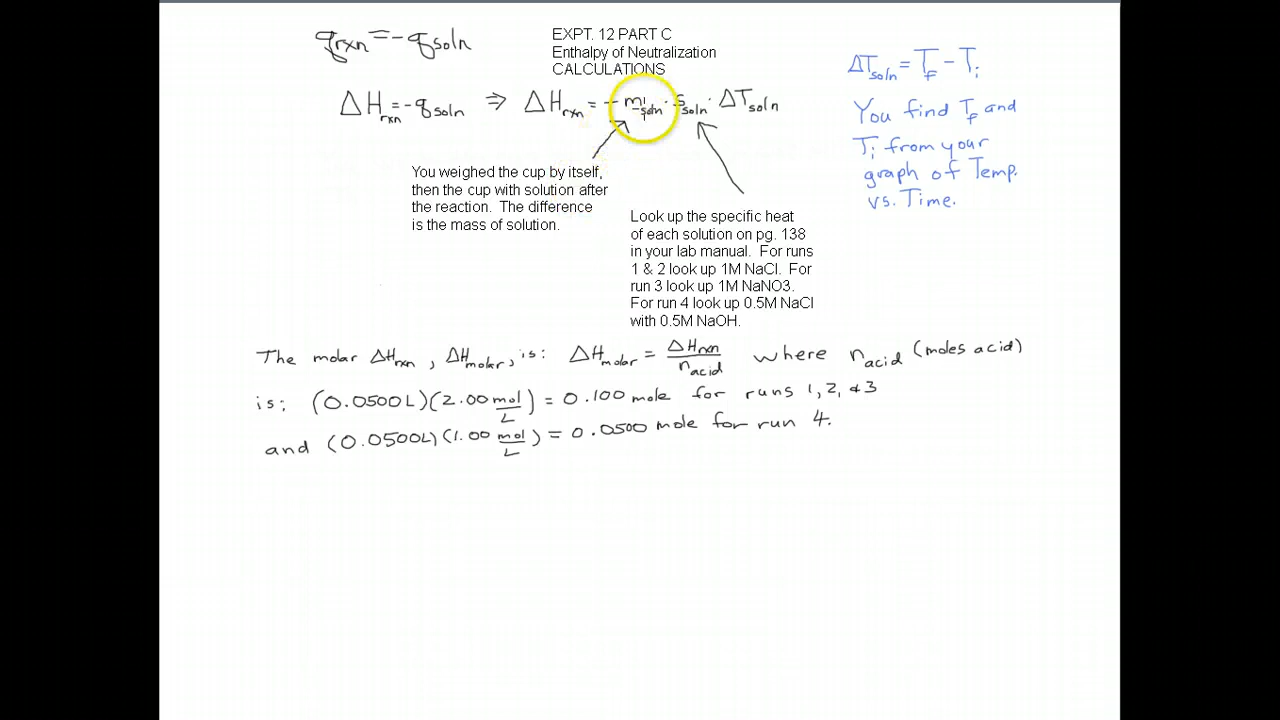 q_rxn = -q_soln
EXPT. 12 PART C
Enthalpy of Neutralization
CALCULATIONS
ΔH_rxn = -q_soln ⇒ ΔH_rxn = -m_soln · s_soln · ΔT_soln
ΔT_soln = T_f - T_i
You find T_f and
T_i from your
graph of Temp.
vs. Time.
You weighed the cup by itself,
then the cup with solution after
the reaction. The difference
is the mass of solution.
Look up the specific heat
of each solution on pg. 138
in your lab manual. For runs
1 & 2 look up 1M NaCl. For
run 3 look up 1M NaNO3.
For run 4 look up 0.5M NaCl
with 0.5M NaOH.
The molar ΔH_rxn, ΔH_molar, is: ΔH_molar = ΔH_rxn / n_acid where n_acid (moles acid)
is: (0.0500L)(2.00 mol/L) = 0.100 mole for runs 1, 2, & 3
and (0.0500L)(1.00 mol/L) = 0.0500 mole for run 4.